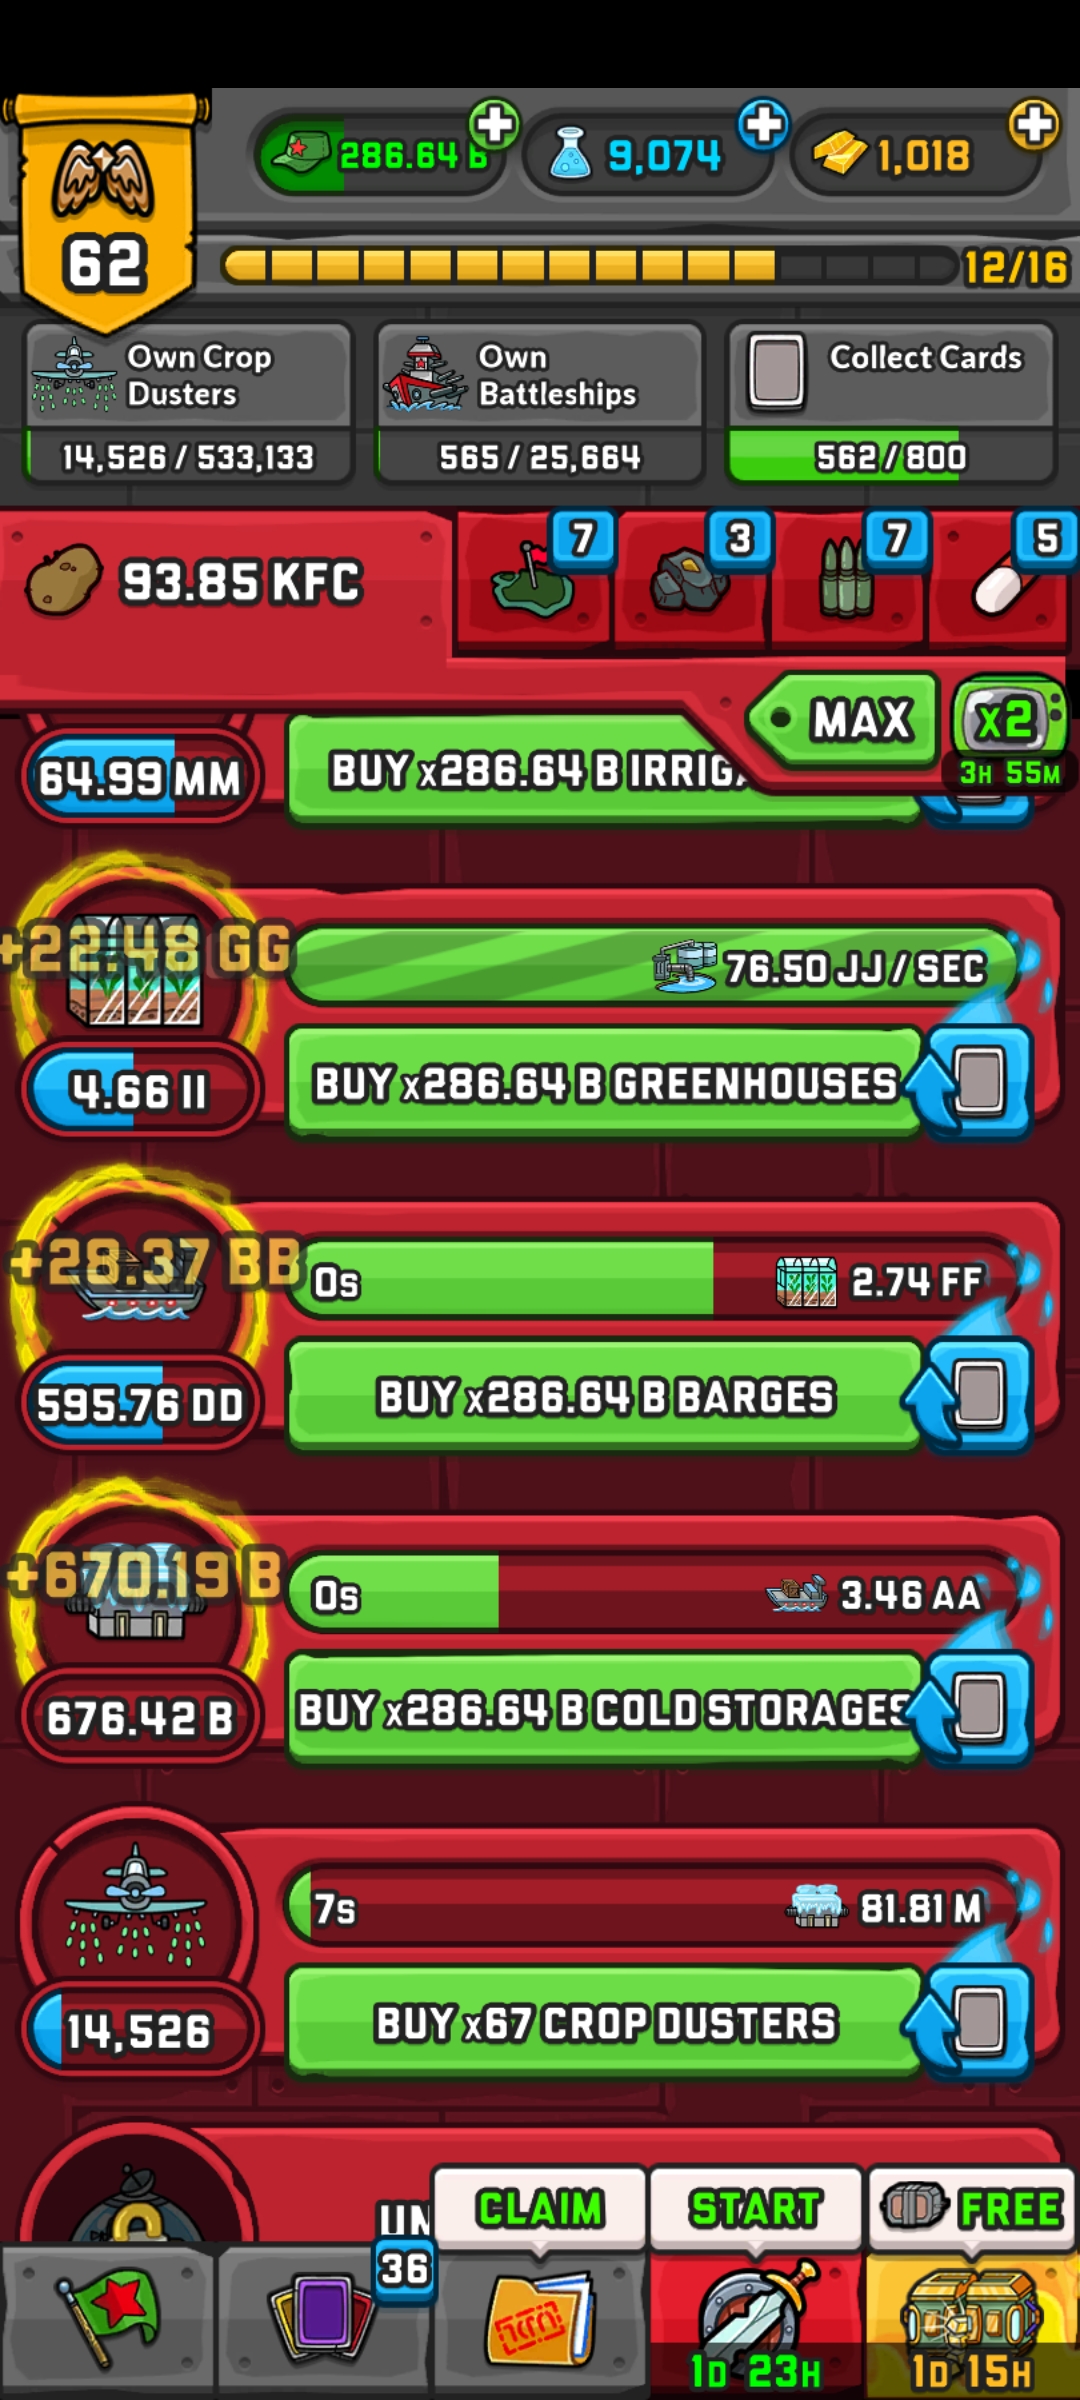 62
286.64 B
9,074
1,018
12/16
Own Crop Dusters
14,526 / 533,133
Own Battleships
565 / 25,664
Collect Cards
562 / 800
93.85 KFC
7
3
7
5
MAX
x2
3H 55M
64.99 MM
BUY x286.64 B
+22.48 GG
76.50 JJ / SEC
4.66 II
BUY x286.64 B GREENHOUSES
+28.37 BB
0s
2.74 FF
595.76 DD
BUY x286.64 B BARGES
+670.19 B
0s
3.46 AA
676.42 B
BUY x286.64 B COLD STORAGES
7s
81.81 M
14,526
BUY x67 CROP DUSTERS
UN
CLAIM
START
FREE
36
1D 23H
1D 15H